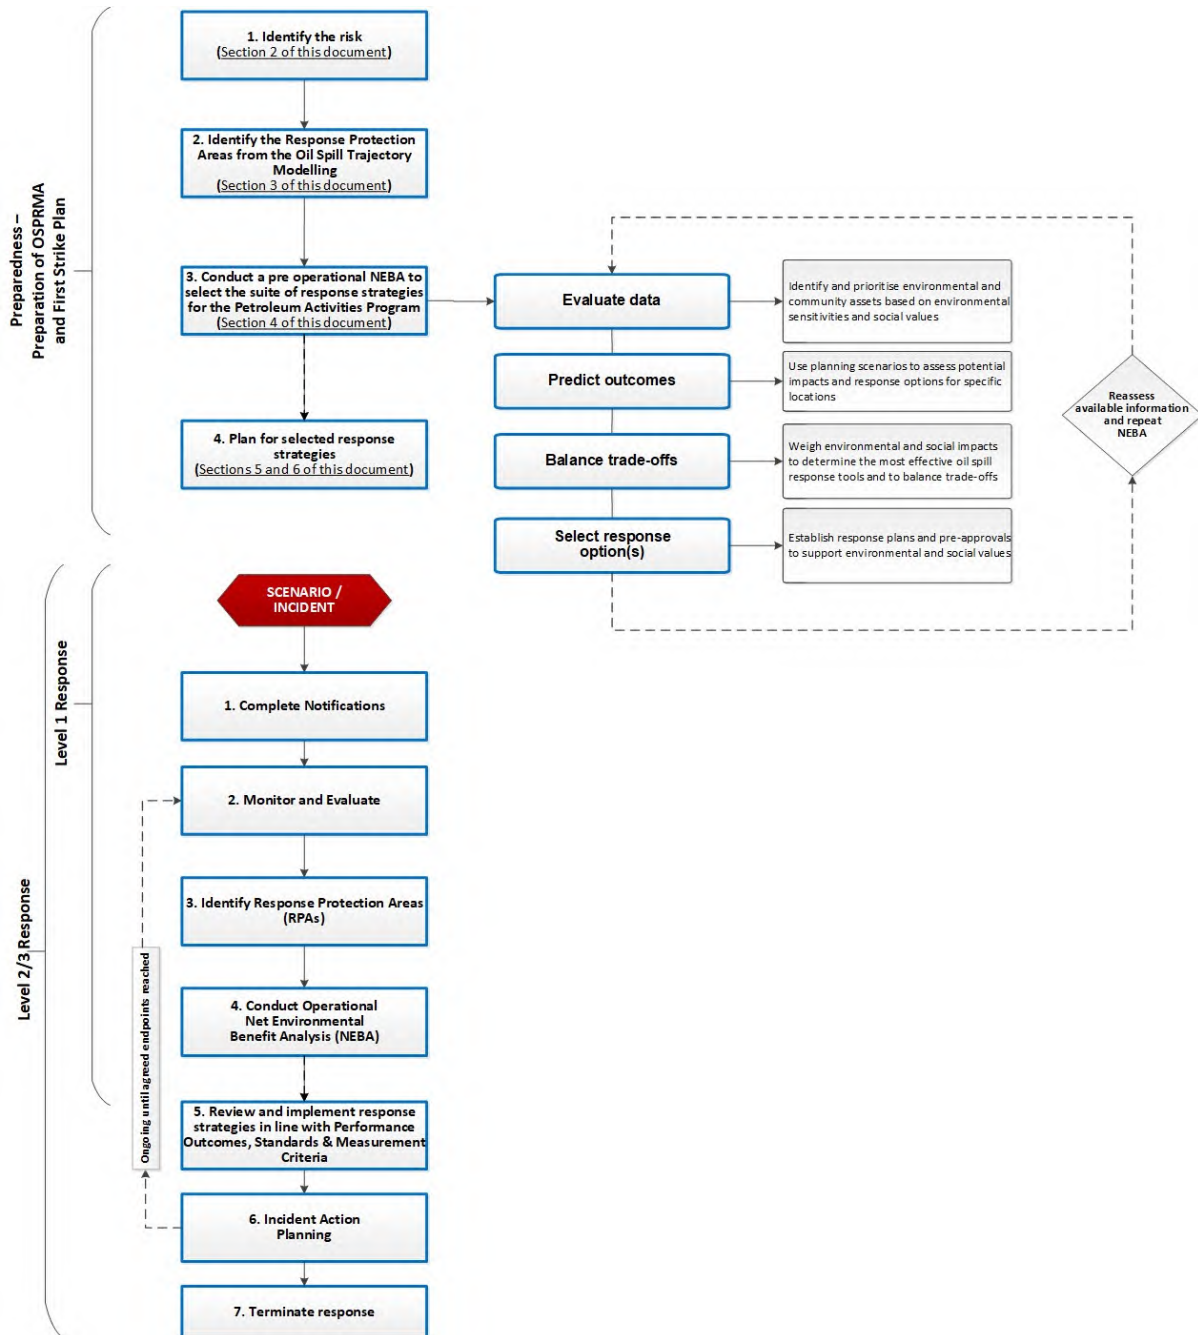 Preparedness –
Preparation of OSPRMA
and First Strike Plan
1. Identify the risk
(Section 2 of this document)
2. Identify the Response Protection
Areas from the Oil Spill Trajectory
Modelling
(Section 3 of this document)
3. Conduct a pre operational NEBA to
select the suite of response strategies
for the Petroleum Activities Program
(Section 4 of this document)
4. Plan for selected response
strategies
(Sections 5 and 6 of this document)
Evaluate data
Identify and prioritise environmental and
community assets based on environmental
sensitivities and social values
Predict outcomes
Use planning scenarios to assess potential
impacts and response options for specific
locations
Balance trade-offs
Weigh environmental and social impacts
to determine the most effective oil spill
response tools and to balance trade-offs
Select response
option(s)
Establish response plans and pre-approvals
to support environmental and social values
Reassess
available information
and repeat
NEBA
Level 2/3 Response
Level 1 Response
SCENARIO /
INCIDENT
1. Complete Notifications
2. Monitor and Evaluate
3. Identify Response Protection Areas
(RPAs)
4. Conduct Operational
Net Environmental
Benefit Analysis (NEBA)
5. Review and implement response
strategies in line with Performance
Outcomes, Standards & Measurement
Criteria
6. Incident Action
Planning
7. Terminate response
Ongoing until agreed endpoints reached